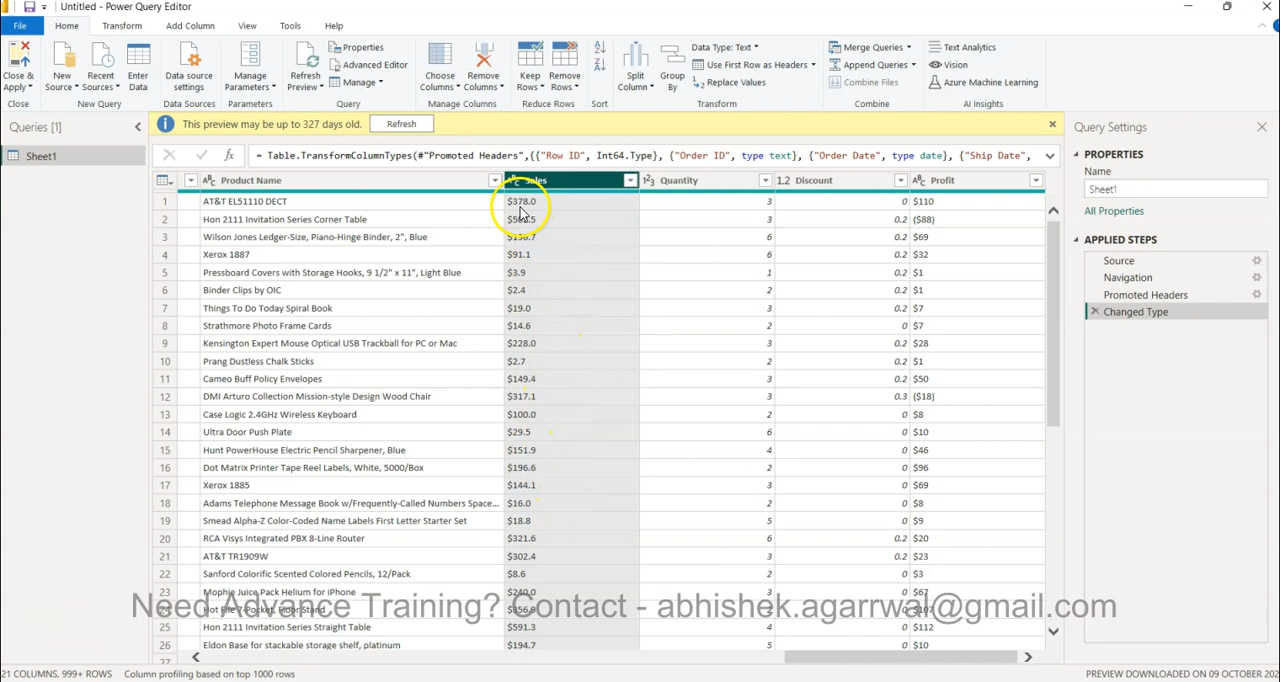 Untitled - Power Query Editor
File Home Transform Add Column View Tools Help
Close & Apply
New Source
Recent Sources
Enter Data
Data source settings
Manage Parameters
Refresh Preview
Properties
Advanced Editor
Manage
Choose Columns
Remove Columns
Keep Rows
Remove Rows
Split Column
Group By
Data Type: Text
Use First Row as Headers
Replace Values
Merge Queries
Append Queries
Combine Files
Text Analytics
Vision
Azure Machine Learning
Close New Query Data Sources Parameters Query Manage Columns Reduce Rows Sort Transform Combine AI Insights
Queries [1]
This preview may be up to 327 days old. Refresh
Sheet1
fx = Table.TransformColumnTypes(#"Promoted Headers",{{"Row ID", Int64.Type}, {"Order ID", type text}, {"Order Date", type date}, {"Ship Date",
Product Name Sales Quantity 1.2 Discount Profit
1 AT&T EL51110 DECT $378.0 3 0 $110
2 Hon 2111 Invitation Series Corner Table 3 0.2 ($88)
3 Wilson Jones Ledger-Size, Piano-Hinge Binder, 2", Blue 6 0.2 $69
4 Xerox 1887 $91.1 6 0.2 $32
5 Pressboard Covers with Storage Hooks, 9 1/2" x 11", Light Blue $3.9 1 0.2 $1
6 Binder Clips by OIC $2.4 2 0.2 $1
7 Things To Do Today Spiral Book $19.0 3 0.2 $7
8 Strathmore Photo Frame Cards $14.6 2 0 $7
9 Kensington Expert Mouse Optical USB Trackball for PC or Mac $228.0 3 0.2 $28
10 Prang Dustless Chalk Sticks $2.7 2 0.2 $1
11 Cameo Buff Policy Envelopes $149.4 3 0.2 $50
12 DMI Arturo Collection Mission-style Design Wood Chair $317.1 3 0.3 ($18)
13 Case Logic 2.4GHz Wireless Keyboard $100.0 2 0 $8
14 Ultra Door Push Plate $29.5 6 0 $10
15 Hunt PowerHouse Electric Pencil Sharpener, Blue $151.9 4 0 $46
16 Dot Matrix Printer Tape Reel Labels, White, 5000/Box $196.6 2 0 $96
17 Xerox 1885 $144.1 3 0 $69
18 Adams Telephone Message Book w/Frequently-Called Numbers Space... $16.0 5 0 $8
19 Smead Alpha-Z Color-Coded Name Labels First Letter Starter Set $18.8 5 0 $9
20 RCA Visys Integrated PBX 8-Line Router $321.6 6 0.2 $20
21 AT&T TR1909W $302.4 3 0.2 $23
22 Sanford Colorific Scented Colored Pencils, 12/Pack $8.6 2 0 $3
23 Mophie Juice Pack Helium for iPhone $240.0 3 0 $67
24 Hot File 7-Pocket, Floor Stand $107
25 Hon 2111 Invitation Series Straight Table $591.3 4 0 $112
26 Eldon Base for stackable storage shelf, platinum $194.7 5 0 $10
27
Need Advance Training? Contact - abhishek.agarrwal@gmail.com
Query Settings
PROPERTIES
Name
Sheet1
All Properties
APPLIED STEPS
Source
Navigation
Promoted Headers
Changed Type
21 COLUMNS, 999+ ROWS Column profiling based on top 1000 rows PREVIEW DOWNLOADED ON 09 OCTOBER